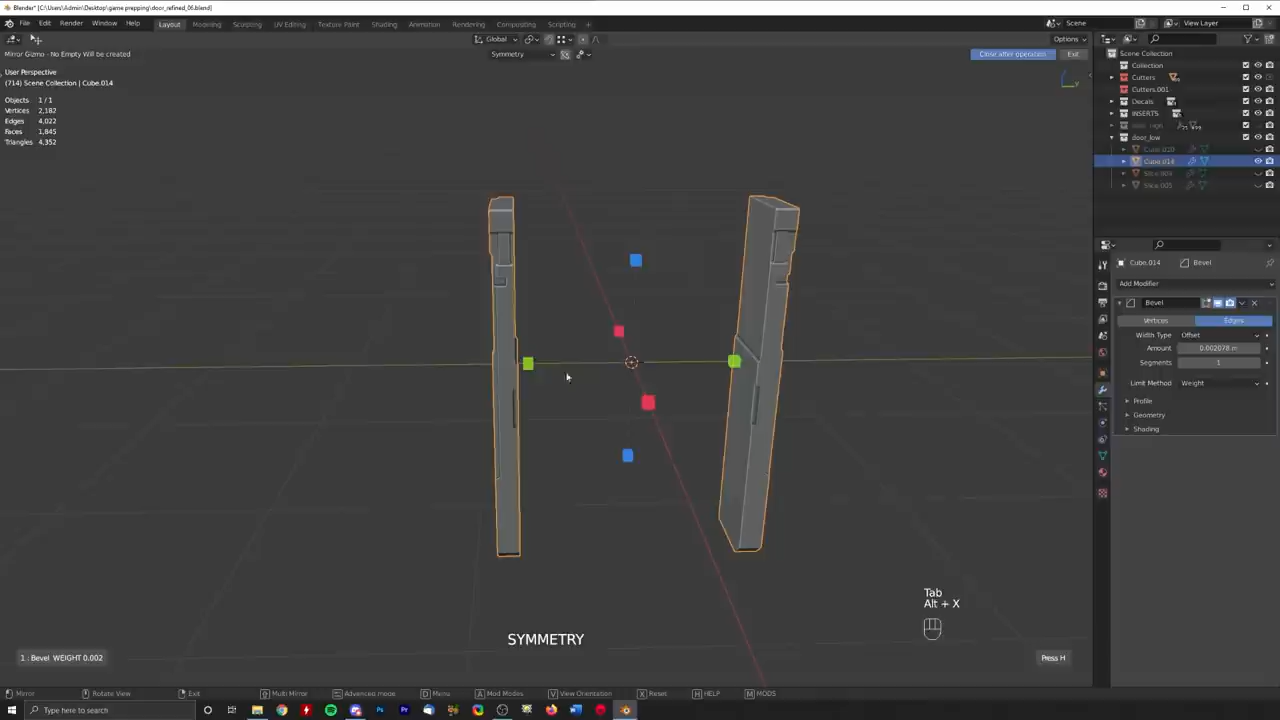 Blender* [C:\Users\Admin\Desktop\game prepping\door_refined_06.blend]
File Edit Render Window Help Layout Modeling Sculpting UV Editing Texture Paint Shading Animation Rendering Compositing Scripting Scene View Layer
Global Options
Mirror Gizmo - No Empty Will be created Symmetry Close after operation Exit
User Perspective
(714) Scene Collection | Cube.014
Objects 1 / 1
Vertices 2,182
Edges 4,022
Faces 1,845
Triangles 4,352
Scene Collection
Collection
Cutters
Cutters.001
Decals
INSERTS
door_high
door_low
Cube.014
Cube.014 Bevel
Add Modifier
Bevel
Vertices Edges
Width Type Offset
Amount 0.002078 m
Segments 1
Limit Method Weight
Profile
Geometry
Shading
Tab
Alt + X
SYMMETRY
1 : Bevel WEIGHT 0.002
Press H
Mirror Rotate View Exit Multi Mirror Advanced mode D Menu A Mod Modes V View Orientation X Reset H HELP M MODS
Type here to search